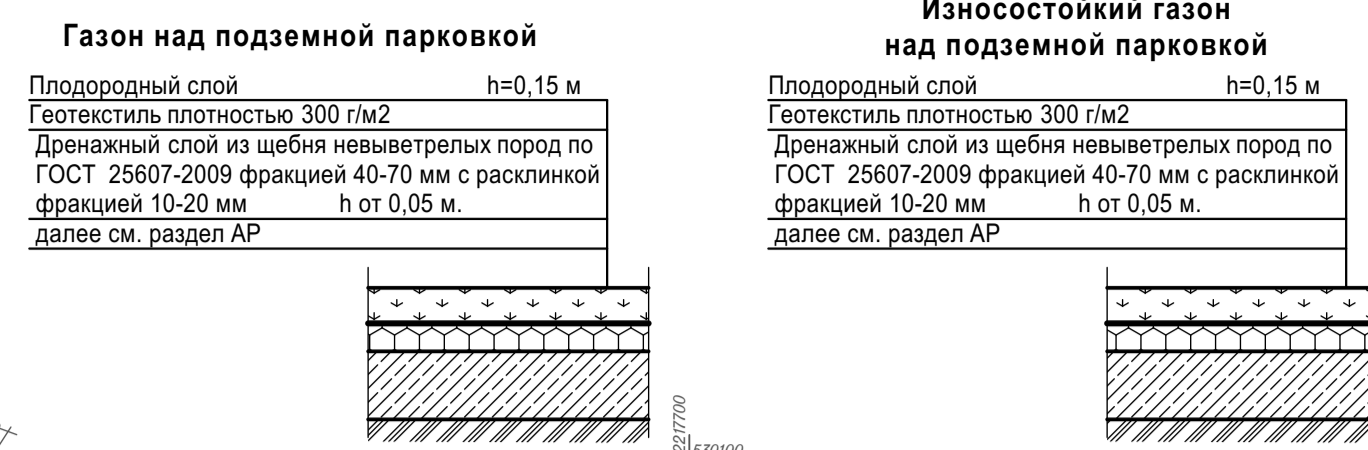 Газон над подземной парковкой
Плодородный слой h=0,15 м
Геотекстиль плотностью 300 г/м2
Дренажный слой из щебня невыветрелых пород по
ГОСТ 25607-2009 фракцией 40-70 мм с расклинкой
фракцией 10-20 мм h от 0,05 м.
далее см. раздел АР
Износостойкий газон
над подземной парковкой
Плодородный слой h=0,15 м
Геотекстиль плотностью 300 г/м2
Дренажный слой из щебня невыветрелых пород по
ГОСТ 25607-2009 фракцией 40-70 мм с расклинкой
фракцией 10-20 мм h от 0,05 м.
далее см. раздел АР
2217700